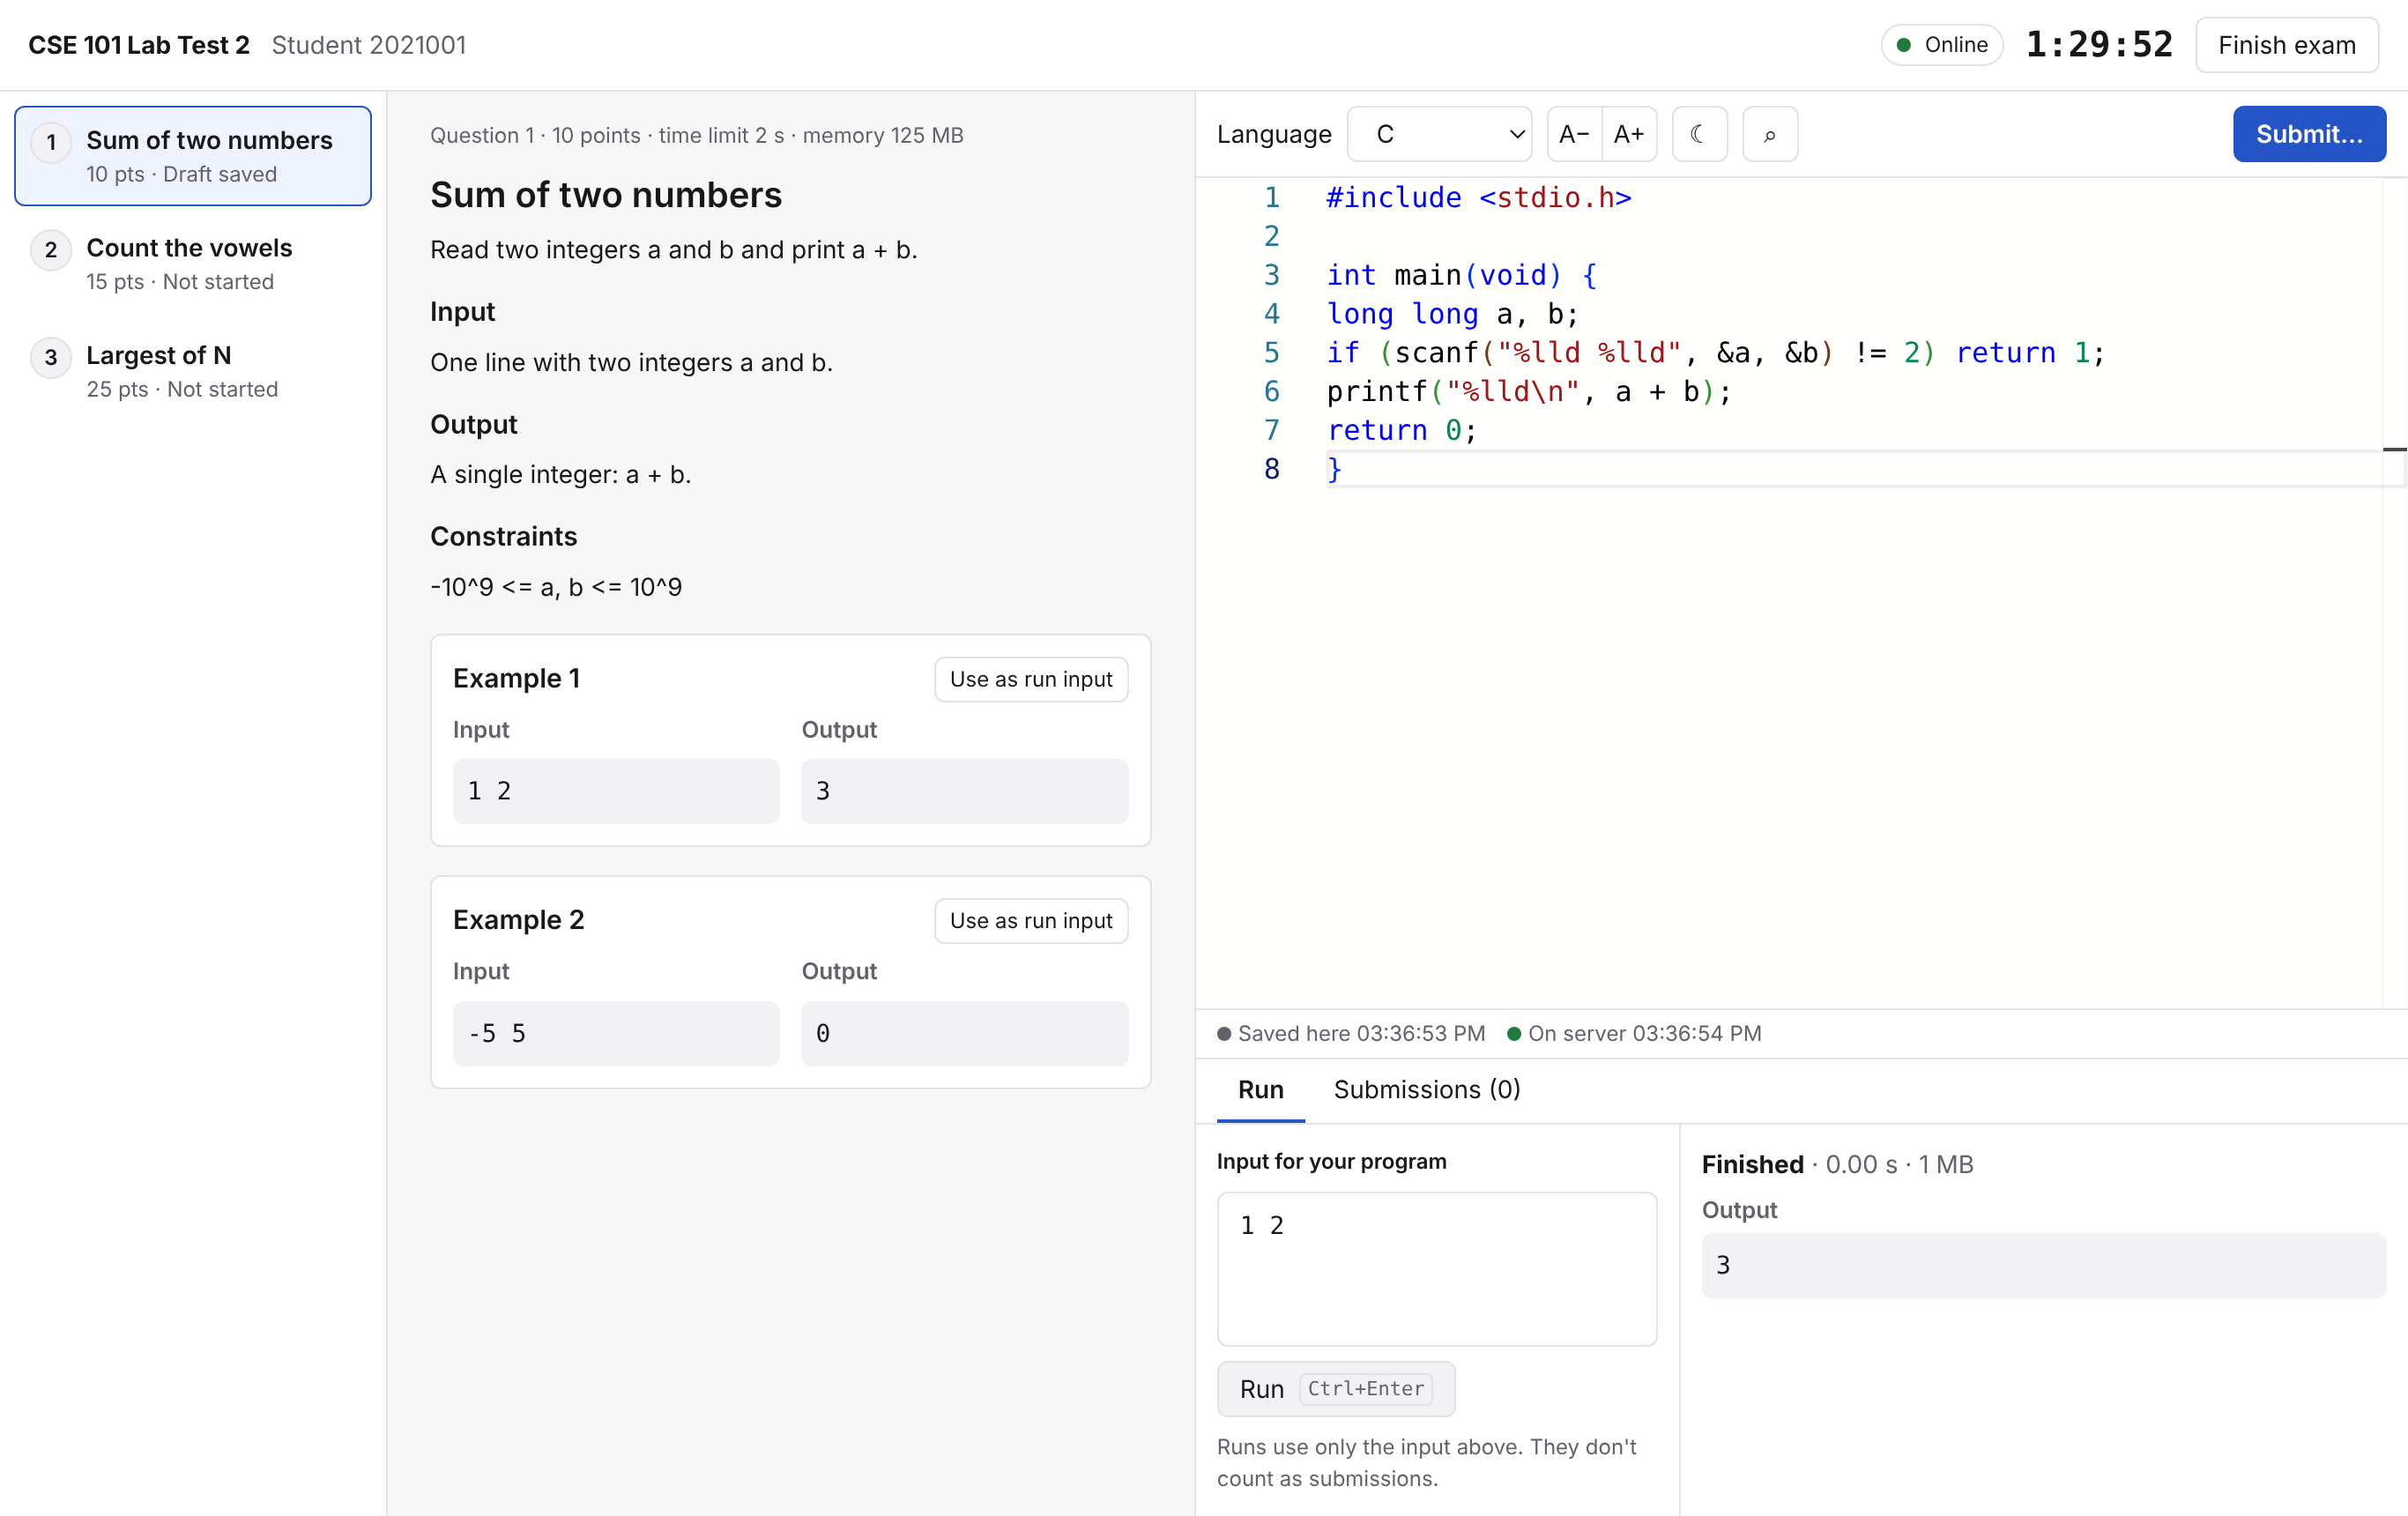 CSE 101 Lab Test 2 Student 2021001
Online 1:29:52 Finish exam
1 Sum of two numbers
10 pts · Draft saved
2 Count the vowels
15 pts · Not started
3 Largest of N
25 pts · Not started
Question 1 · 10 points · time limit 2 s · memory 125 MB
Sum of two numbers
Read two integers a and b and print a + b.
Input
One line with two integers a and b.
Output
A single integer: a + b.
Constraints
-10^9 <= a, b <= 10^9
Example 1 Use as run input
Input Output
1 2 3
Example 2 Use as run input
Input Output
-5 5 0
Language C A− A+ Submit...
1 #include <stdio.h>
2
3 int main(void) {
4 long long a, b;
5 if (scanf("%lld %lld", &a, &b) != 2) return 1;
6 printf("%lld\n", a + b);
7 return 0;
8 }
Saved here 03:36:53 PM On server 03:36:54 PM
Run Submissions (0)
Input for your program
1 2
Run Ctrl+Enter
Runs use only the input above. They don't
count as submissions.
Finished · 0.00 s · 1 MB
Output
3